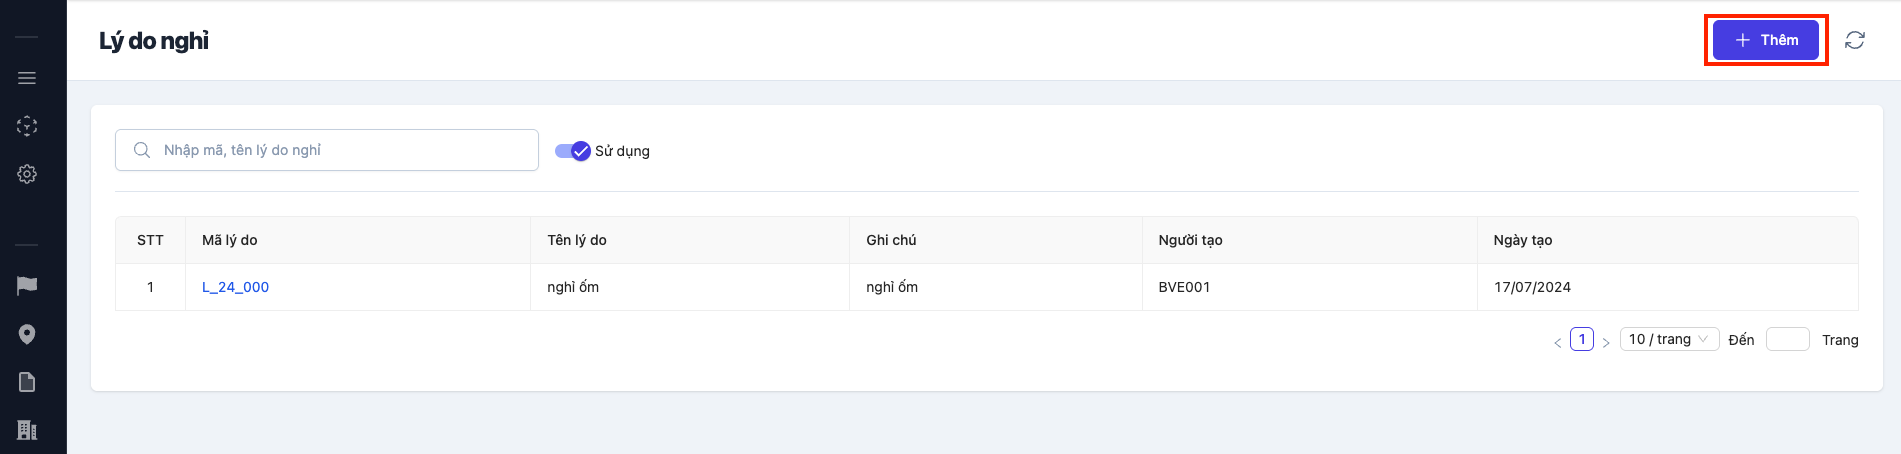 Lý do nghỉ
Thêm
Nhập mã, tên lý do nghỉ
Sử dụng
STT Mã lý do Tên lý do Ghi chú Người tạo Ngày tạo
1 L_24_000 nghỉ ốm nghỉ ốm BVE001 17/07/2024
1 10 / trang Đến Trang